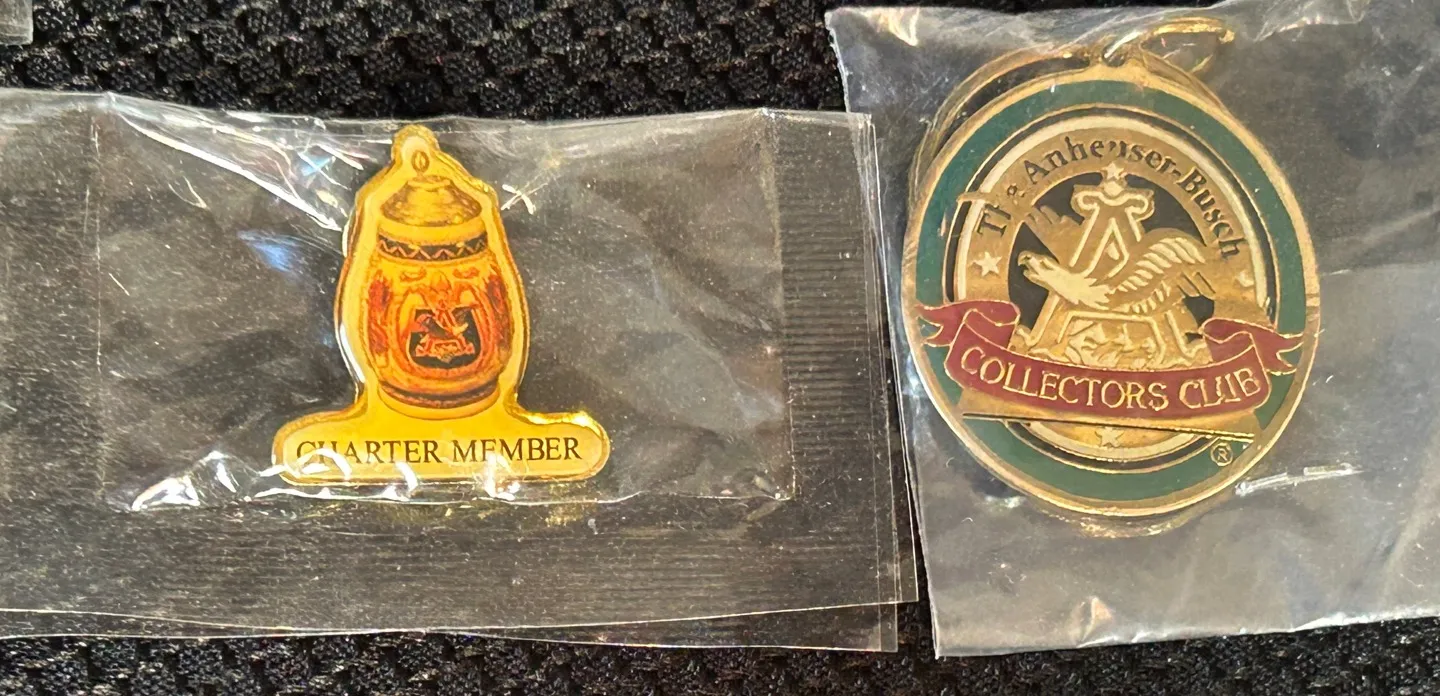 CHARTER MEMBER
The Anheuser-Busch
A
COLLECTORS CLUB
®